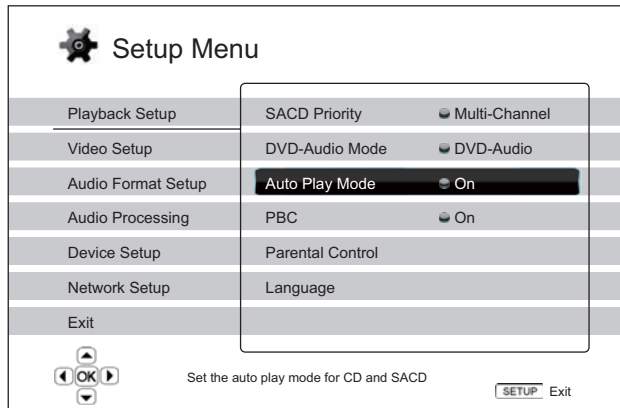 Setup Menu
Playback Setup
Video Setup
Audio Format Setup
Audio Processing
Device Setup
Network Setup
Exit
SACD Priority Multi-Channel
DVD-Audio Mode DVD-Audio
Auto Play Mode On
PBC On
Parental Control
Language
OK
Set the auto play mode for CD and SACD
SETUP Exit